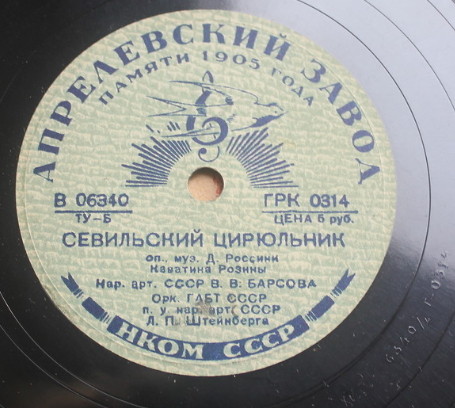 АПРЕЛЕВСКИЙ ЗАВОД
ПАМЯТИ 1905 ГОДА
В 06340
ТУ-Б
ГРК 0314
ЦЕНА 6 руб.
СЕВИЛЬСКИЙ ЦИРЮЛЬНИК
оп., муз. Д. Россини
Каватина Розины
Нар. арт. СССР В. В. БАРСОВА
Орк. ГАБТ СССР
п. у нар. арт. СССР
Л. П. Штейнберга
НКОМ СССР